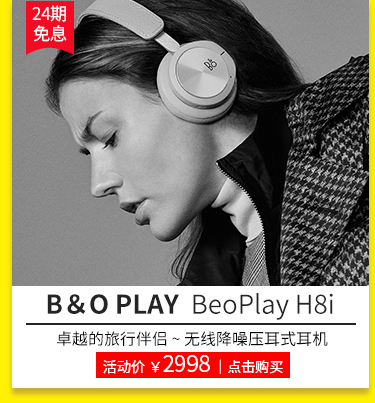 24期
免息
B&O
B&O PLAY BeoPlay H8i
卓越的旅行伴侣 ~ 无线降噪压耳式耳机
活动价 ¥2998 | 点击购买